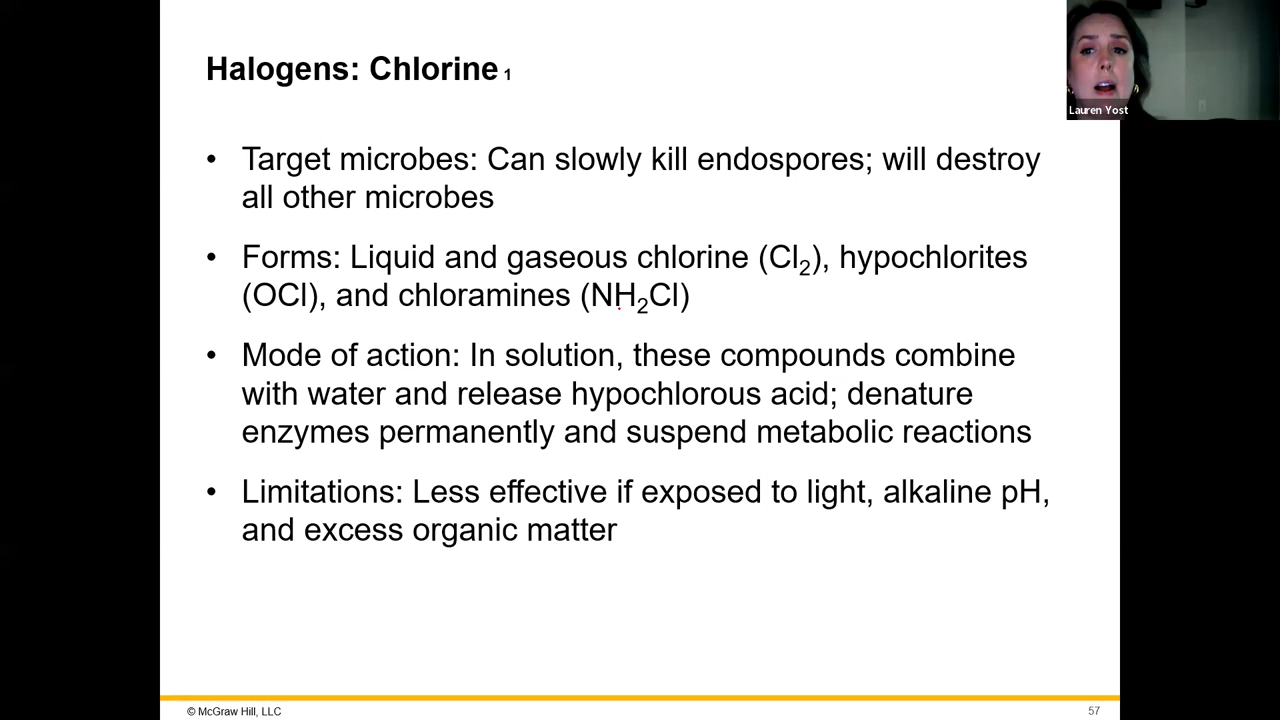 Halogens: Chlorine 1
Lauren Yost
• Target microbes: Can slowly kill endospores; will destroy
all other microbes
• Forms: Liquid and gaseous chlorine (Cl₂), hypochlorites
(OCl), and chloramines (NH₂Cl)
• Mode of action: In solution, these compounds combine
with water and release hypochlorous acid; denature
enzymes permanently and suspend metabolic reactions
• Limitations: Less effective if exposed to light, alkaline pH,
and excess organic matter
© McGraw Hill, LLC
57